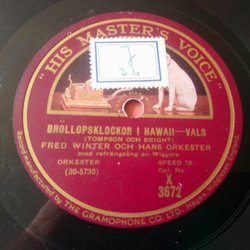 "HIS MASTER'S VOICE"
BROLLOPSKLOCKOR I HAWAII—VALS
(TOMPSON OCH BRIGHT)
FRED WINTER OCH HANS ORKESTER
med refrängsång av Wiggers
ORKESTER
SPEED 78
(30-5730)
Cat. No.
X
3672
Record manufactured by THE GRAMOPHONE CO. LTD.